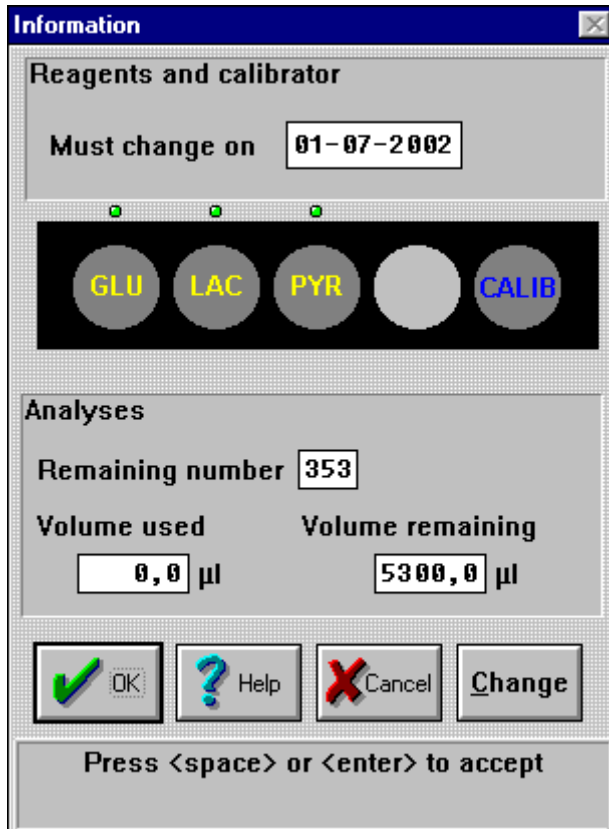 Information
Reagents and calibrator
Must change on 01-07-2002
GLU LAC PYR CALIB
Analyses
Remaining number 353
Volume used Volume remaining
0,0 µl 5300,0 µl
OK ? Help Cancel Change
Press <space> or <enter> to accept